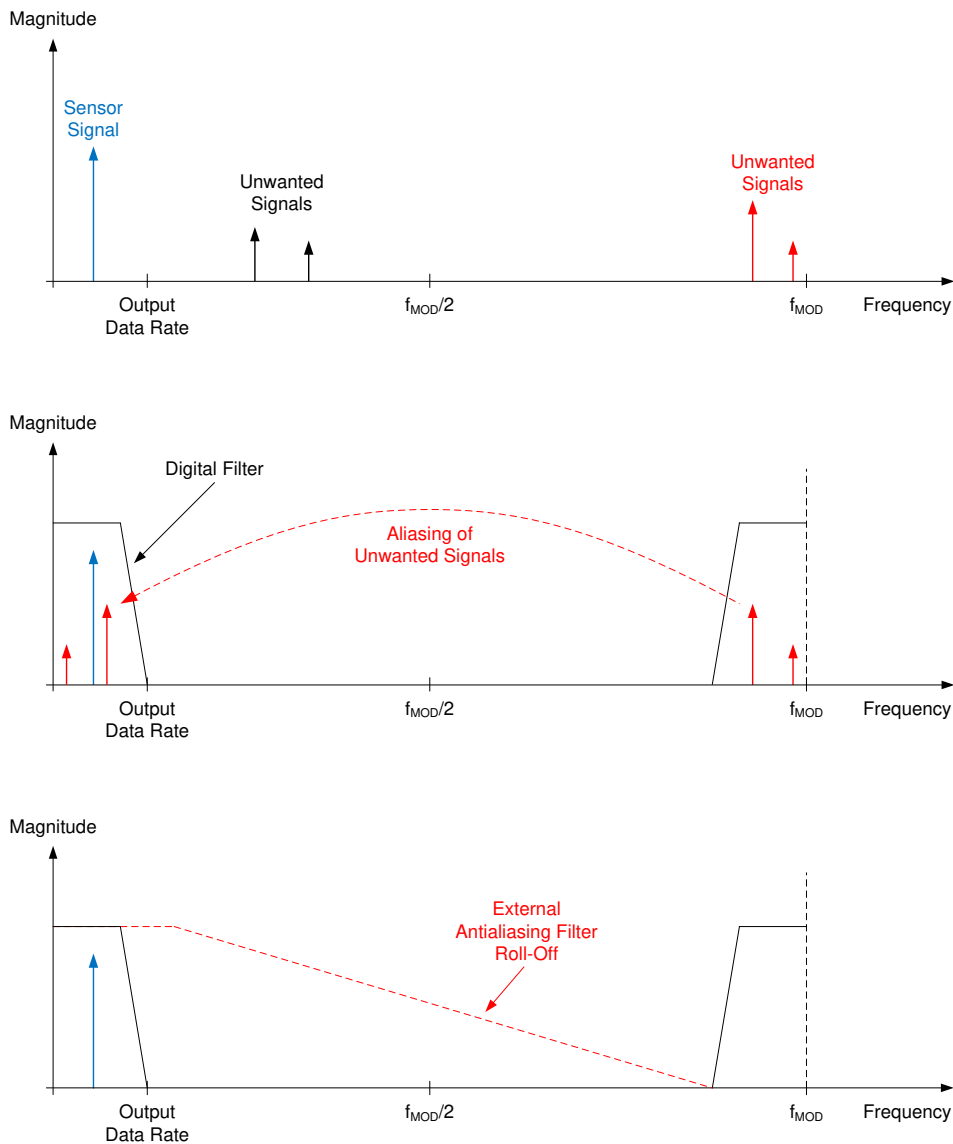 Magnitude
Sensor
Signal
Unwanted
Signals
Unwanted
Signals
Output
Data Rate
fMOD/2
fMOD
Frequency
Magnitude
Digital Filter
Aliasing of
Unwanted Signals
Output
Data Rate
fMOD/2
fMOD
Frequency
Magnitude
External
Antialiasing Filter
Roll-Off
Output
Data Rate
fMOD/2
fMOD
Frequency